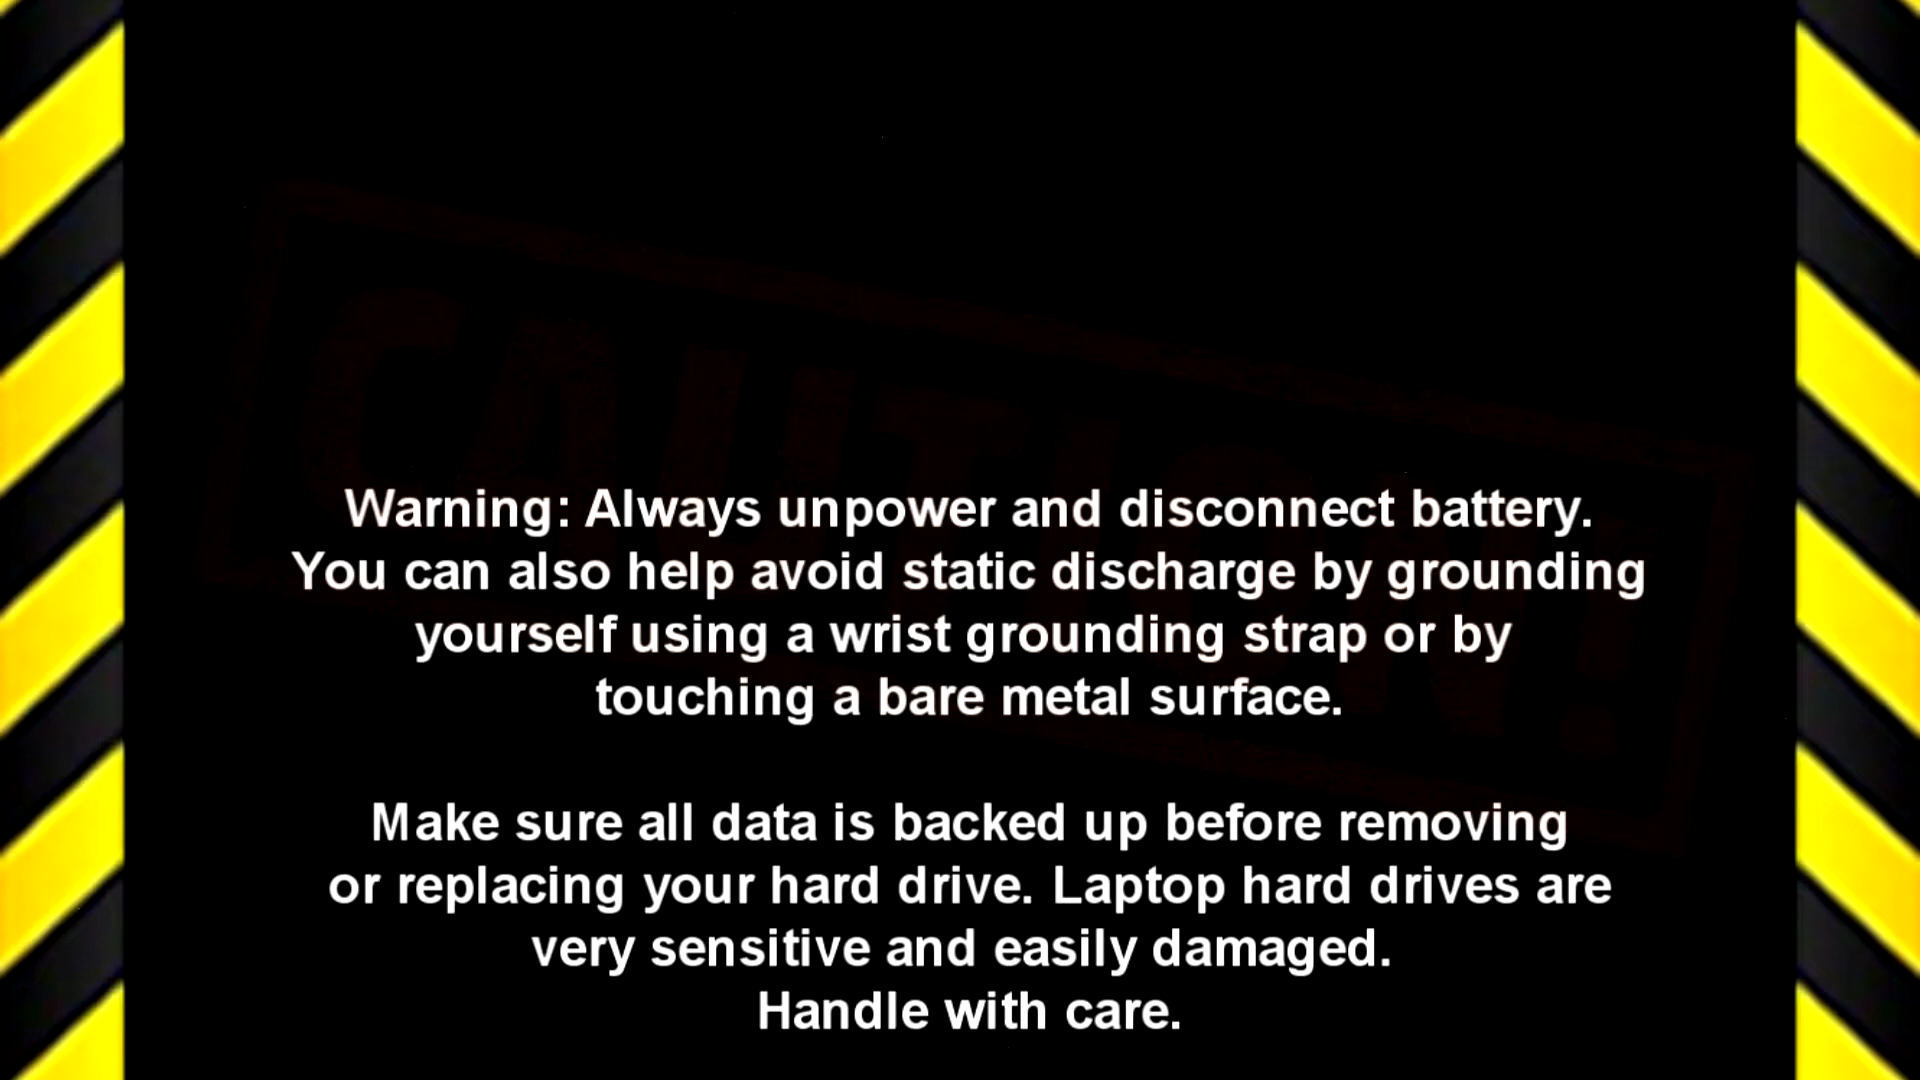 CAUTION!
Warning: Always unpower and disconnect battery.
You can also help avoid static discharge by grounding
yourself using a wrist grounding strap or by
touching a bare metal surface.
Make sure all data is backed up before removing
or replacing your hard drive. Laptop hard drives are
very sensitive and easily damaged.
Handle with care.